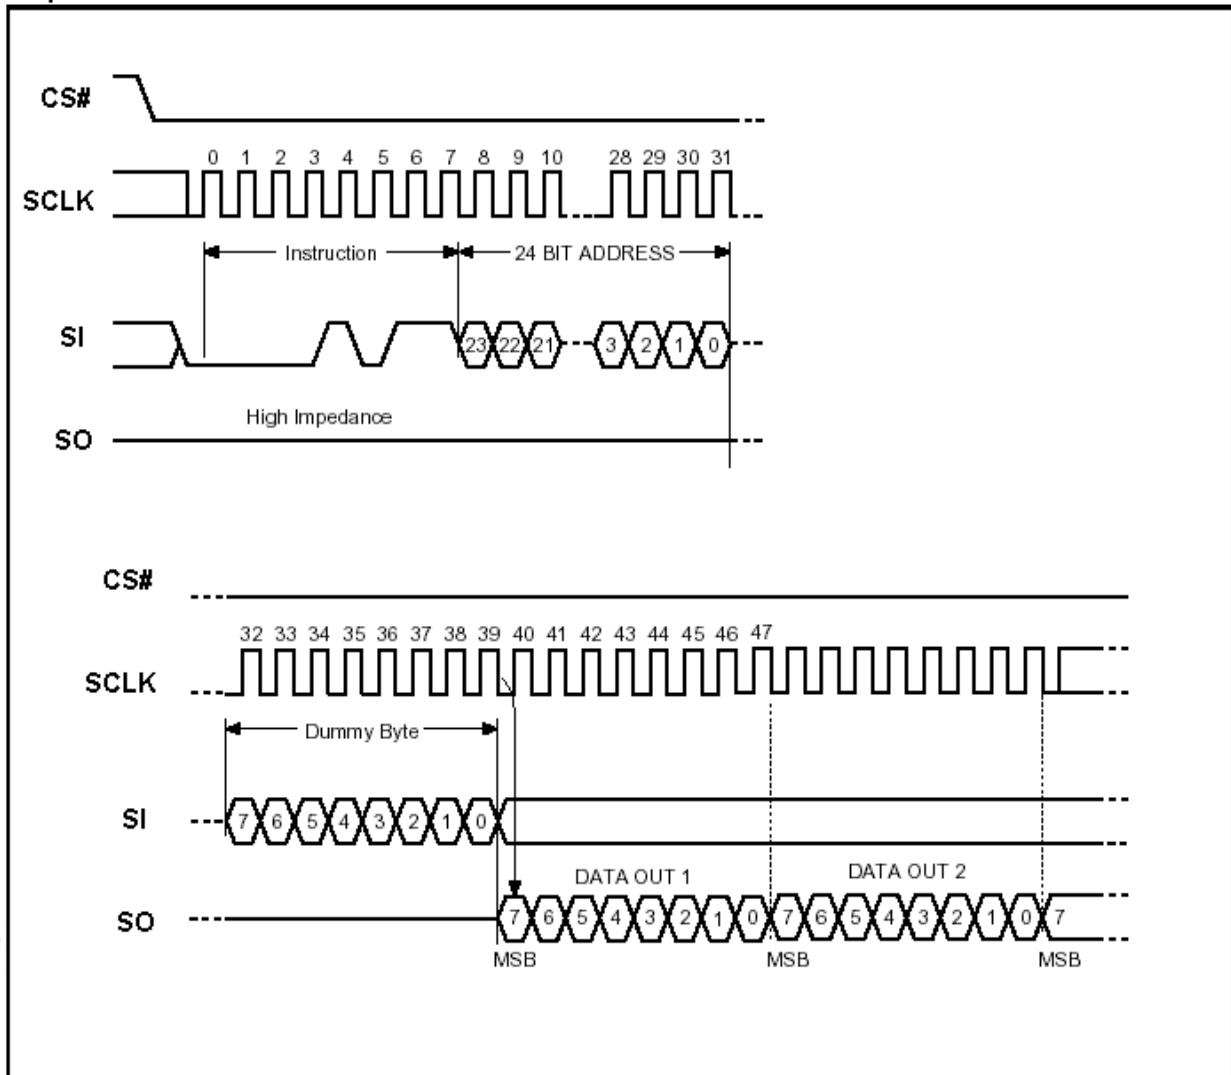 CS#
0 1 2 3 4 5 6 7 8 9 10 28 29 30 31
SCLK
Instruction 24 BIT ADDRESS
SI
23 22 21 3 2 1 0
High Impedance
SO
CS#
32 33 34 35 36 37 38 39 40 41 42 43 44 45 46 47
SCLK
Dummy Byte
SI
7 6 5 4 3 2 1 0
DATA OUT 1 DATA OUT 2
SO
7 6 5 4 3 2 1 0 7 6 5 4 3 2 1 0 7
MSB MSB MSB